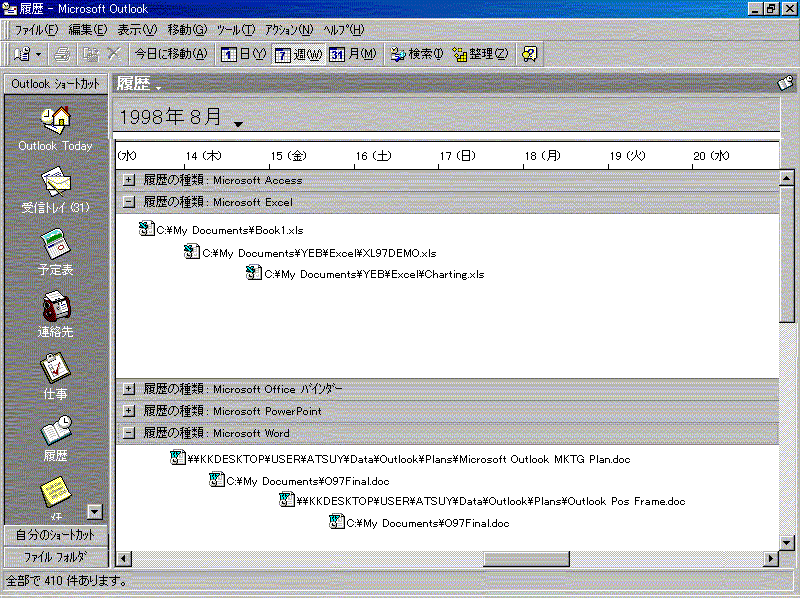 履歴 - Microsoft Outlook
ﾌｧｲﾙ(F) 編集(E) 表示(V) 移動(G) ﾂｰﾙ(T) ｱｸｼｮﾝ(N) ﾍﾙﾌﾟ(H)
今日に移動(A) 1 日(Y) 7 週(W) 31 月(M) 検索(I) 整理(Z)
Outlook ｼｮｰﾄｶｯﾄ
履歴
Outlook Today
受信ﾄﾚｲ (31)
予定表
連絡先
仕事
履歴
ﾒﾓ
自分のｼｮｰﾄｶｯﾄ
ﾌｧｲﾙ ﾌｫﾙﾀﾞ
1998年 8月
(水) 14 (木) 15 (金) 16 (土) 17 (日) 18 (月) 19 (火) 20 (水)
履歴の種類 : Microsoft Access
履歴の種類 : Microsoft Excel
C:¥My Documents¥Book1.xls
C:¥My Documents¥YEB¥Excel¥XL97DEMO.xls
C:¥My Documents¥YEB¥Excel¥Charting.xls
履歴の種類 : Microsoft Office ﾊﾞｲﾝﾀﾞｰ
履歴の種類 : Microsoft PowerPoint
履歴の種類 : Microsoft Word
¥¥KKDESKTOP¥USER¥ATSUY¥Data¥Outlook¥Plans¥Microsoft Outlook MKTG Plan.doc
C:¥My Documents¥O97Final.doc
¥¥KKDESKTOP¥USER¥ATSUY¥Data¥Outlook¥Plans¥Outlook Pos Frame.doc
C:¥My Documents¥O97Final.doc
全部で 410 件あります。